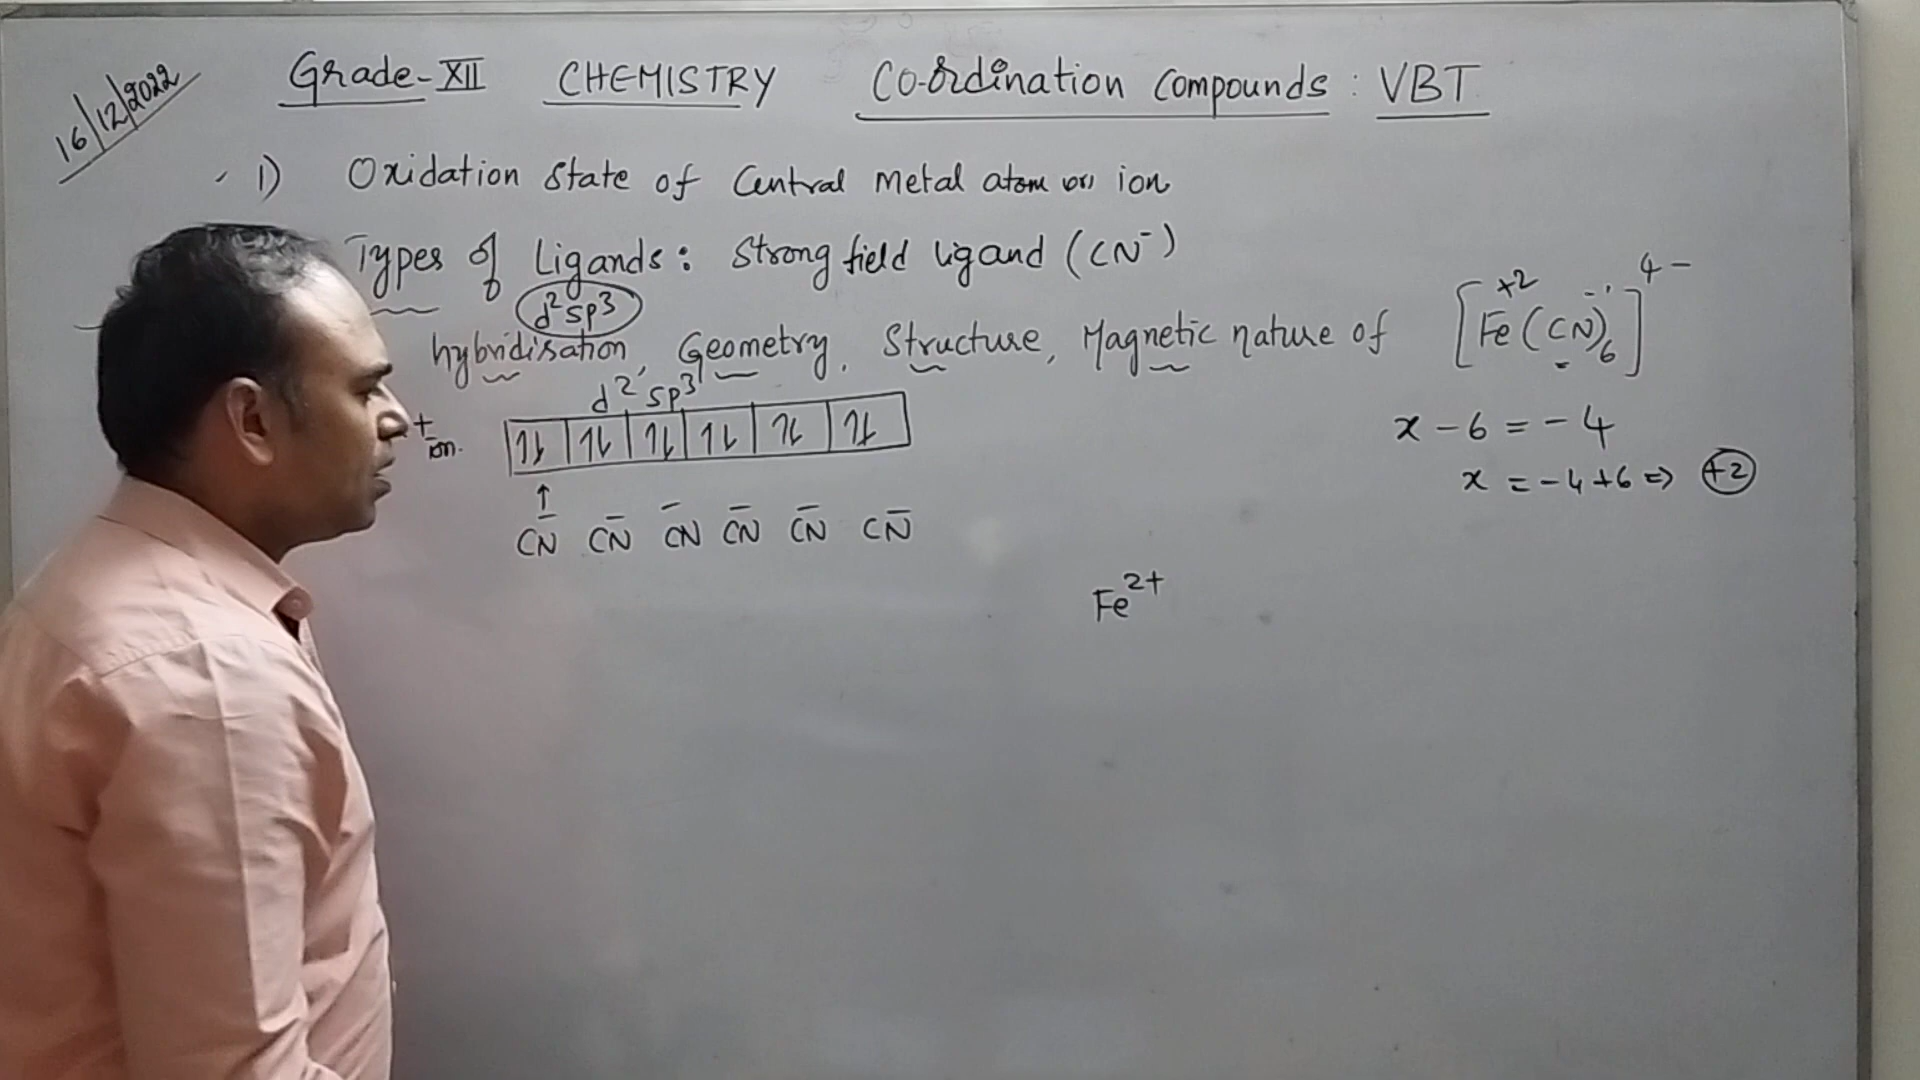 16/12/2022
Grade-XII CHEMISTRY Co-ordination Compounds : VBT
1) Oxidation State of Central Metal atom or ion
Types of Ligands: Strong field ligand (CN⁻)
d²sp³
hybridisation, Geometry, Structure, Magnetic nature of [Fe(CN)₆]⁴⁻
+2 -1
d²sp³
+ ion.
↑↓ ↑↓ ↑↓ ↑↓ ↑↓ ↑↓
x - 6 = - 4
x = -4+6 ⇒ +2
↑
CN⁻ CN⁻ CN⁻ CN⁻ CN⁻ CN⁻
Fe²⁺